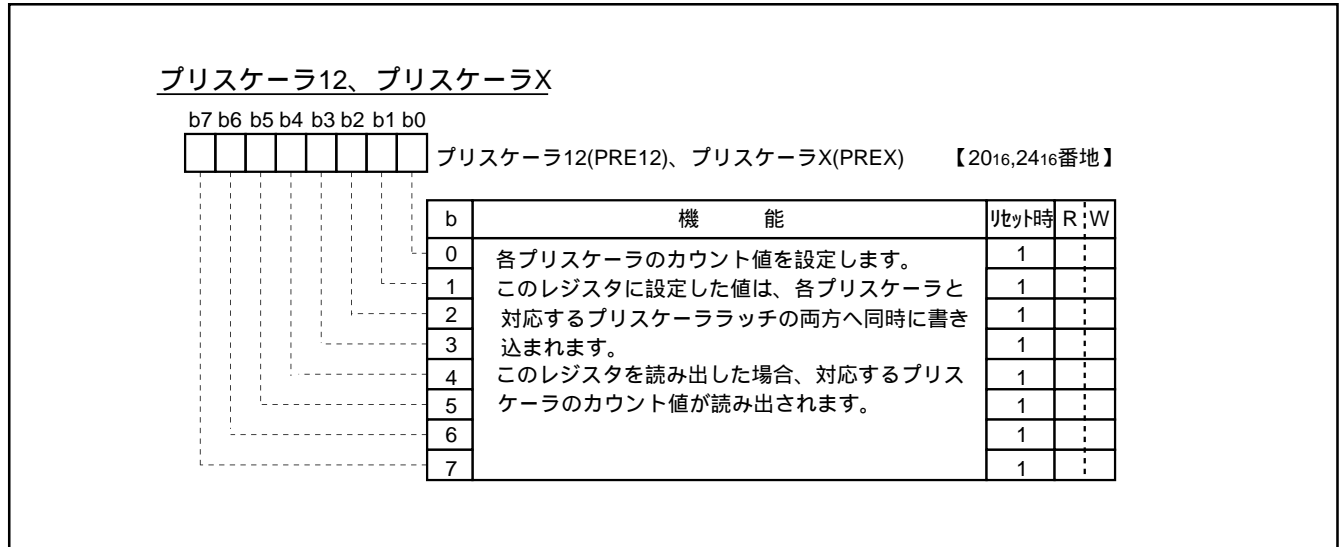 プリスケーラ12、プリスケーラX
b7 b6 b5 b4 b3 b2 b1 b0
プリスケーラ12(PRE12)、プリスケーラX(PREX) 【2016,2416番地】
b 機 能 リセット時 R W
0 各プリスケーラのカウント値を設定します。 1
1 このレジスタに設定した値は、各プリスケーラと 1
2 対応するプリスケーララッチの両方へ同時に書き 1
3 込まれます。 1
4 このレジスタを読み出した場合、対応するプリス 1
5 ケーラのカウント値が読み出されます。 1
6 1
7 1